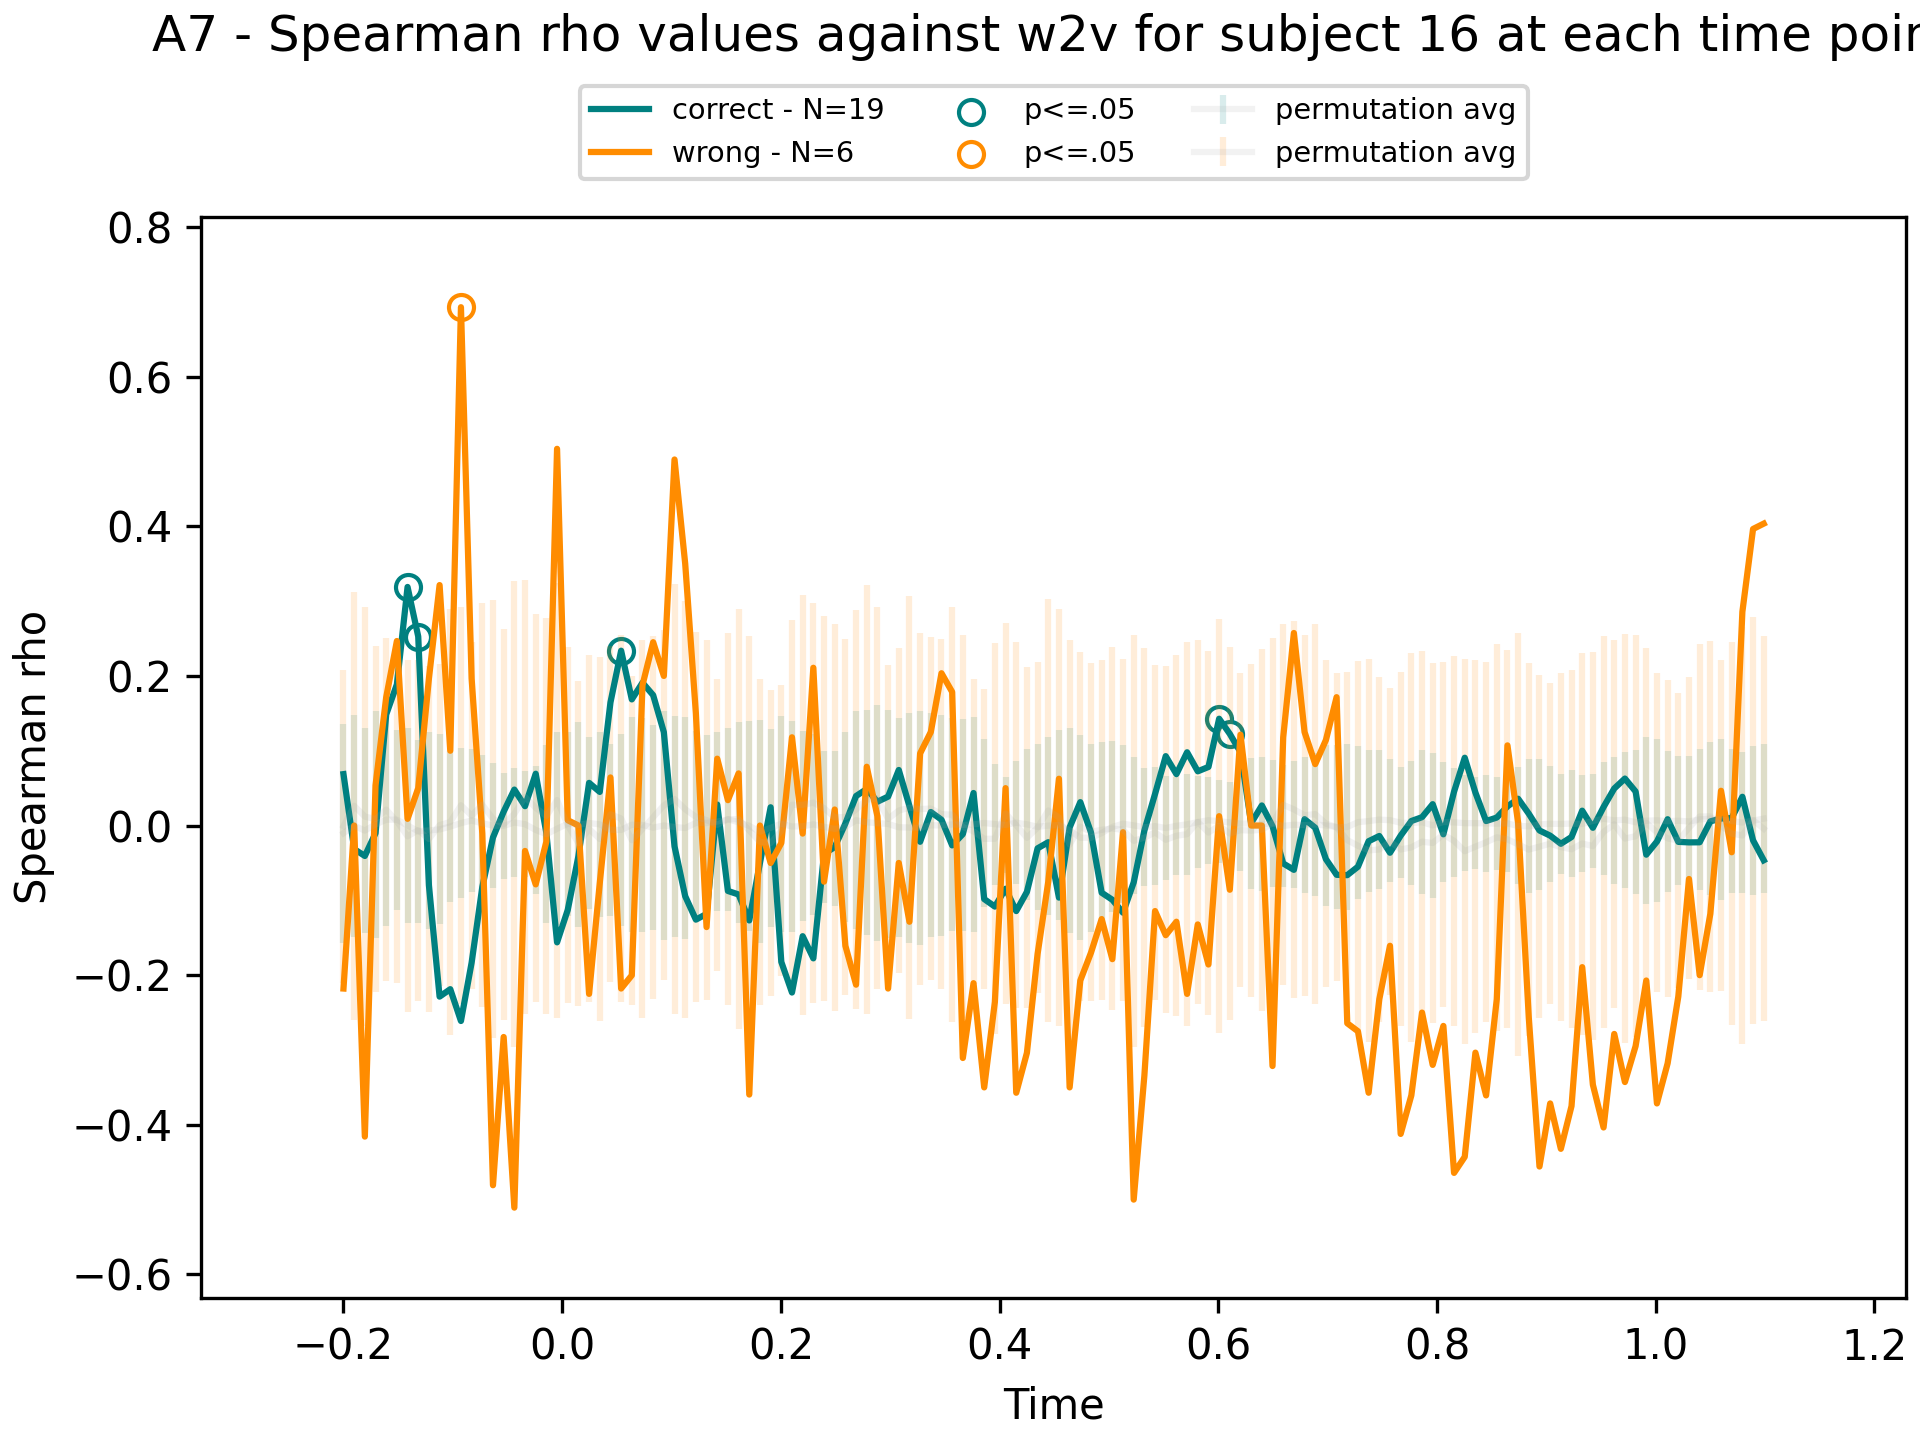 A7 - Spearman rho values against w2v for subject 16 at each time poin
correct - N=19
wrong - N=6
p<=.05
p<=.05
permutation avg
permutation avg
0.8
0.6
0.4
0.2
0.0
−0.2
−0.4
−0.6
Spearman rho
−0.2 0.0 0.2 0.4 0.6 0.8 1.0 1.2
Time